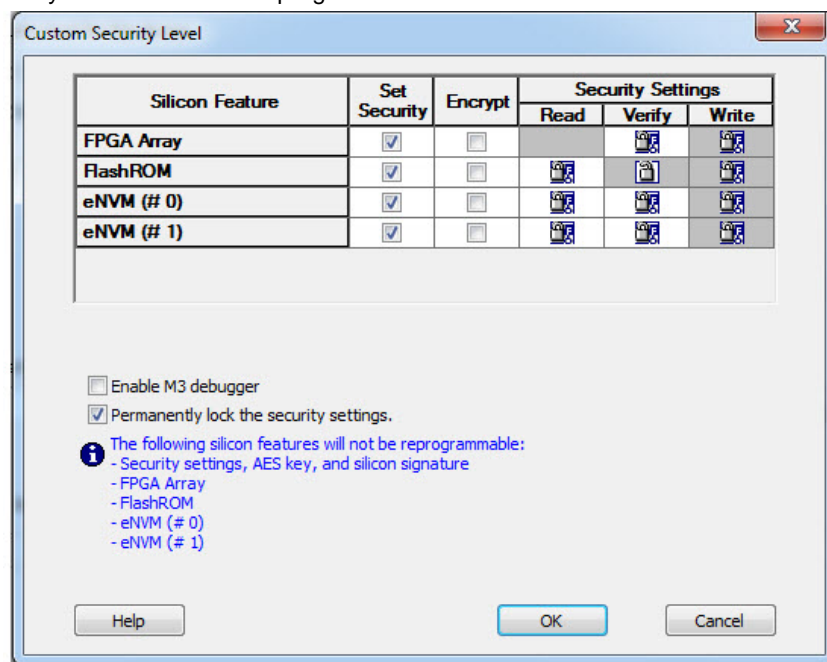 Custom Security Level
Silicon Feature
Set Security
Encrypt
Security Settings
Read Verify Write
FPGA Array
FlashROM
eNVM (# 0)
eNVM (# 1)
Enable M3 debugger
Permanently lock the security settings.
The following silicon features will not be reprogrammable:
- Security settings, AES key, and silicon signature
- FPGA Array
- FlashROM
- eNVM (# 0)
- eNVM (# 1)
Help OK Cancel